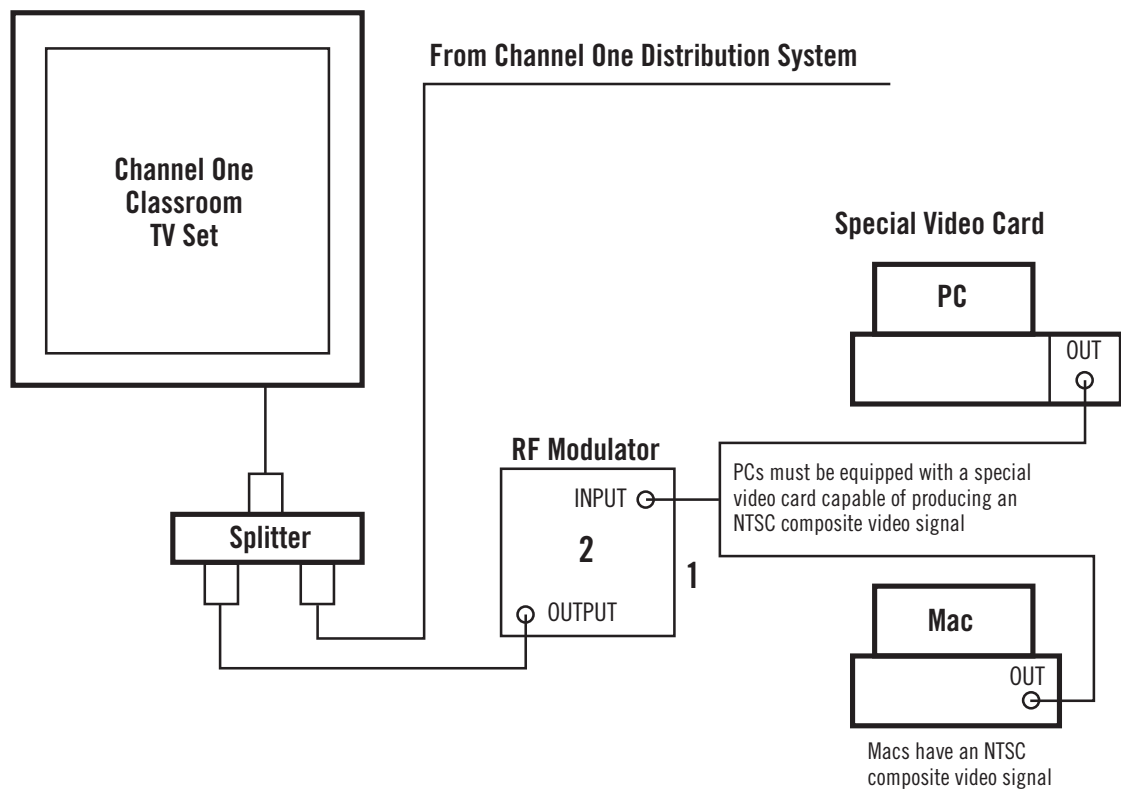 From Channel One Distribution System
Channel One
Classroom
TV Set
Special Video Card
PC
OUT
RF Modulator
INPUT
2
1
OUTPUT
PCs must be equipped with a special
video card capable of producing an
NTSC composite video signal
Splitter
Mac
OUT
Macs have an NTSC
composite video signal